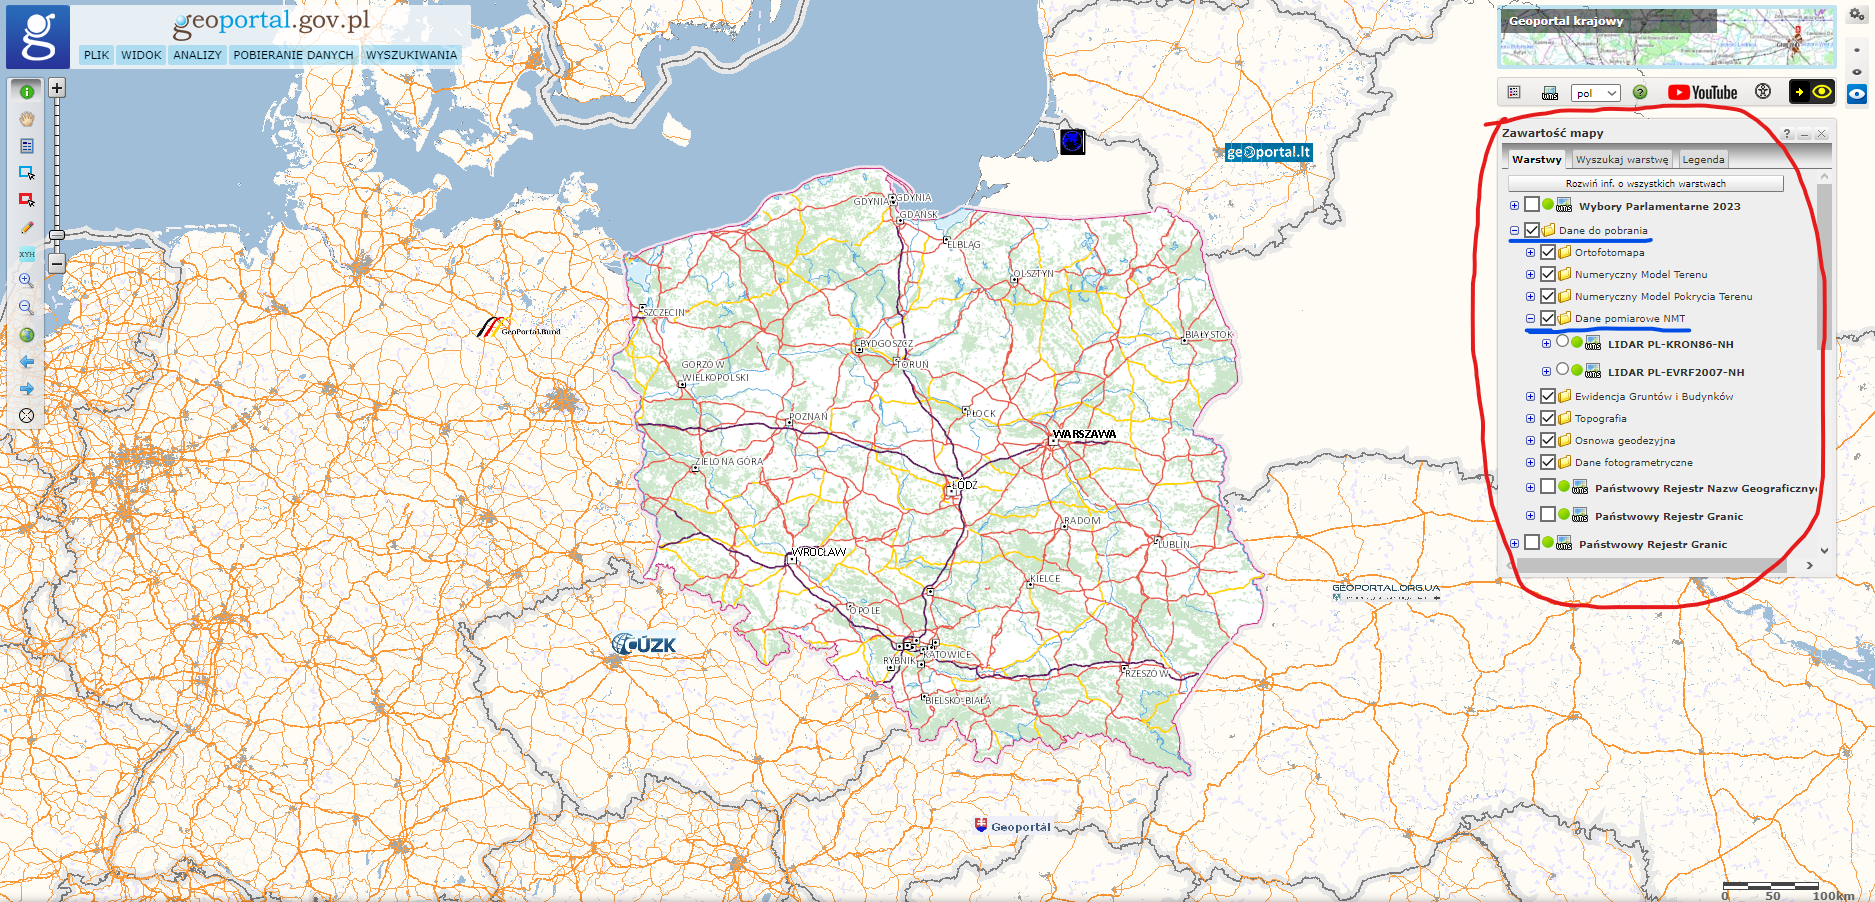 geoportal.gov.pl
PLIK WIDOK ANALIZY POBIERANIE DANYCH WYSZUKIWANIA
Geoportal krajowy
pol
YouTube
Zawartość mapy
Warstwy Wyszukaj warstwę Legenda
Rozwiń inf. o wszystkich warstwach
Wybory Parlamentarne 2023
Dane do pobrania
Ortofotomapa
Numeryczny Model Terenu
Numeryczny Model Pokrycia Terenu
Dane pomiarowe NMT
LIDAR PL-KRON86-NH
LIDAR PL-EVRF2007-NH
Ewidencja Gruntów i Budynków
Topografia
Osnowa geodezyjna
Dane fotogrametryczne
Państwowy Rejestr Nazw Geograficznyc
Państwowy Rejestr Granic
Państwowy Rejestr Granic
XYH
geoportal.lt
GeoPortal.Bund
GEOPORTAL.ORG.UA
ÚZK
Geoportál
GDYNIA GDYNIA
GDAŃSK
ELBLĄG
OLSZTYN
SZCZECIN
BIAŁYSTOK
BYDGOSZCZ
TORUŃ
GORZÓW
WIELKOPOLSKI
POZNAŃ
PŁOCK
WARSZAWA
ZIELONA GÓRA
ŁÓDŹ
RADOM
LUBLIN
WROCŁAW
KIELCE
OPOLE
KATOWICE
RYBNIK
RZESZÓW
BIELSKO-BIAŁA
0 50 100km